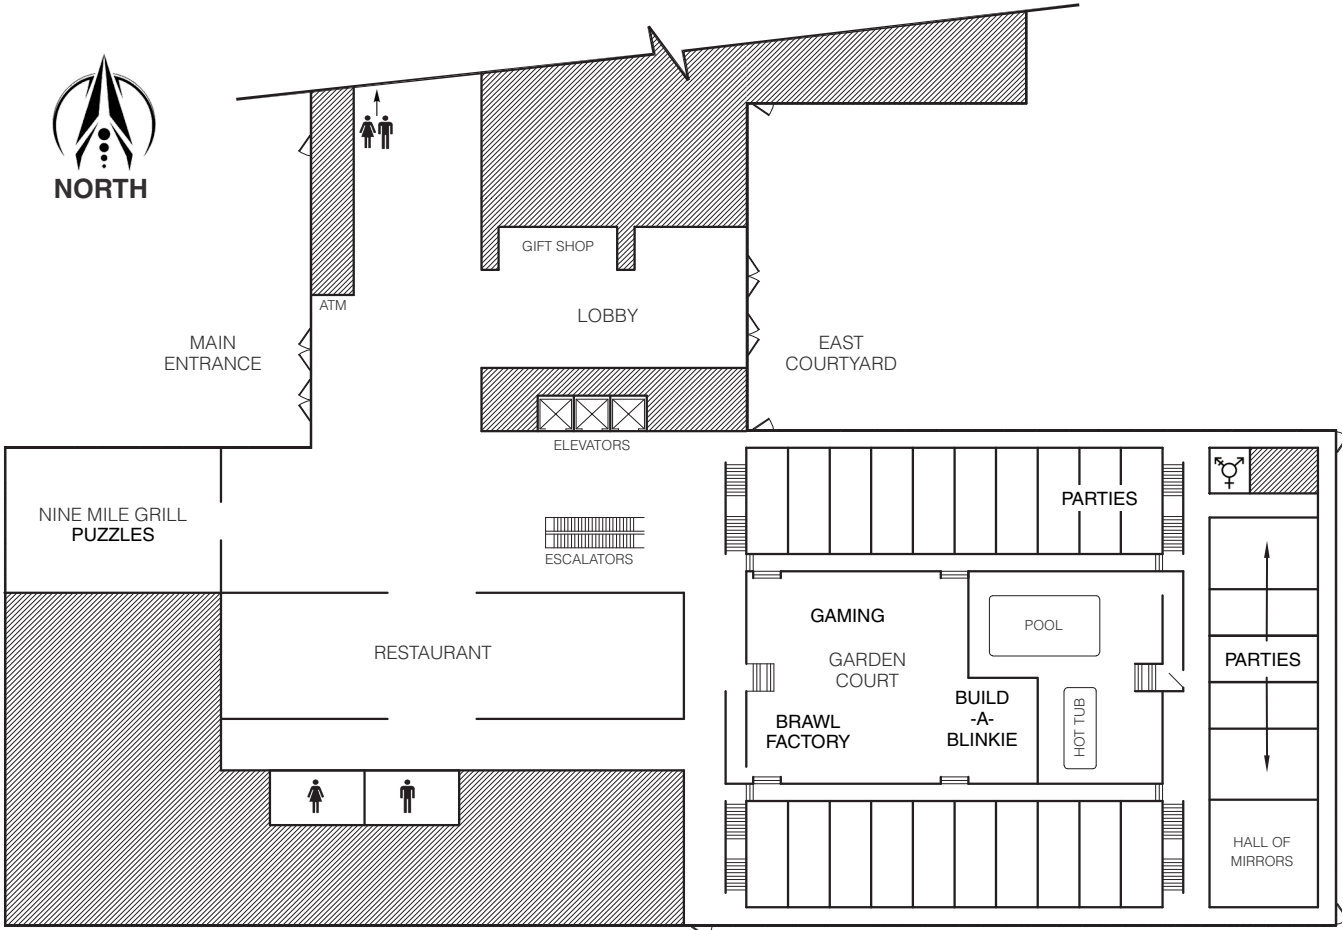 NORTH
GIFT SHOP
ATM
LOBBY
MAIN
ENTRANCE
EAST
COURTYARD
ELEVATORS
NINE MILE GRILL
PUZZLES
PARTIES
ESCALATORS
RESTAURANT
GAMING
GARDEN
COURT
POOL
PARTIES
BUILD
-A-
BLINKIE
BRAWL
FACTORY
HOT TUB
HALL OF
MIRRORS